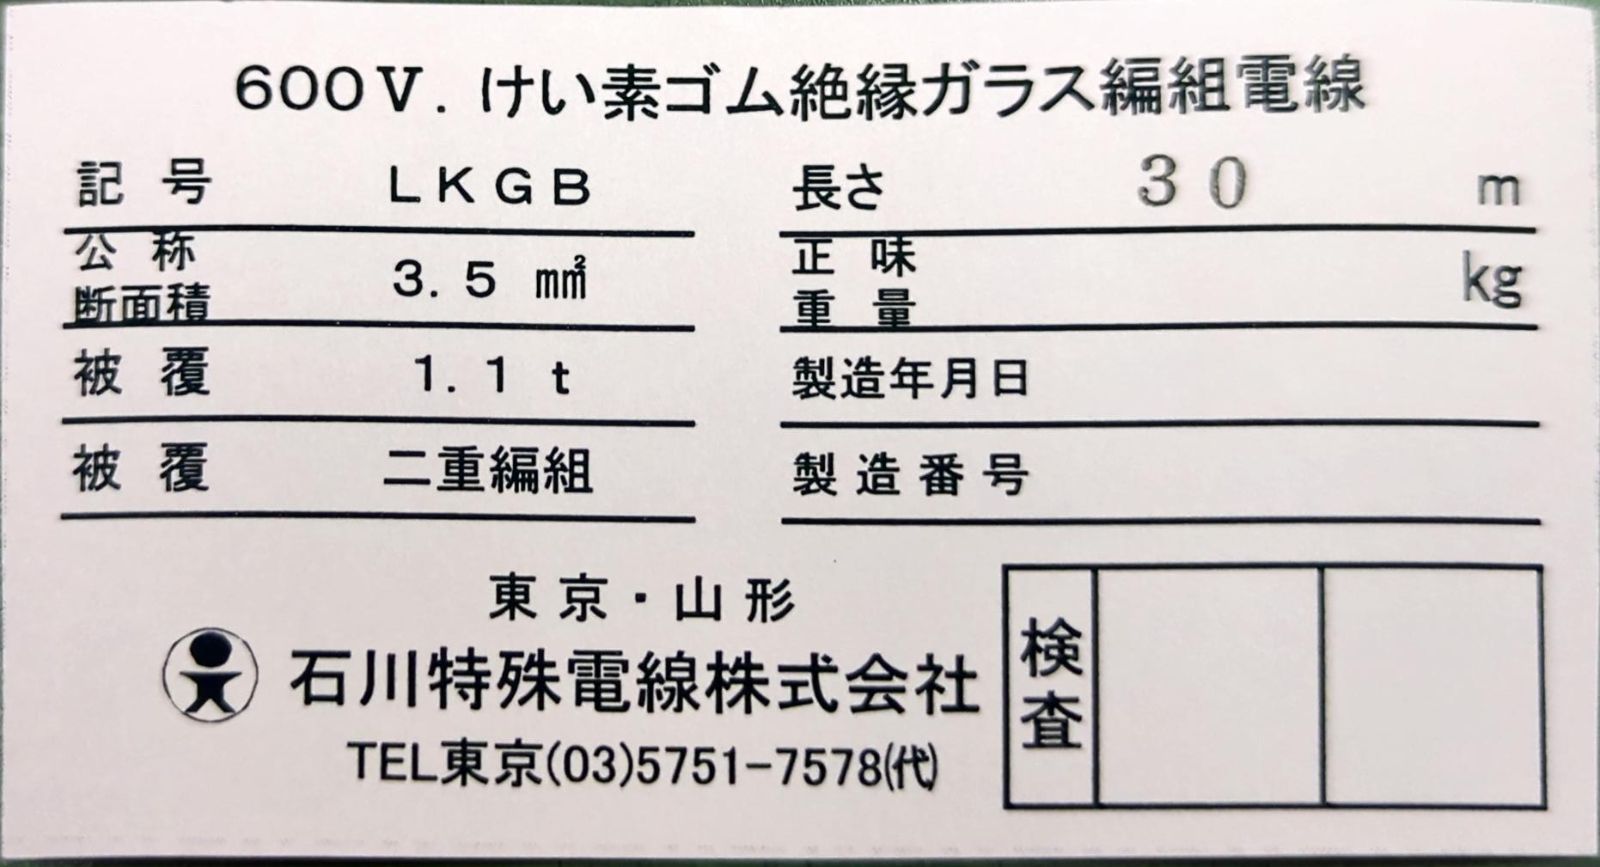 600V. けい素ゴム絶縁ガラス編組電線
記 号 LKGB
長さ 30 m
公 称
断面積 3.5 ㎟
正 味
重 量 kg
被 覆 1.1 t
製造年月日
被 覆 二重編組
製造番号
東京・山形
石川特殊電線株式会社
TEL東京(03)5751-7578㈹
検査